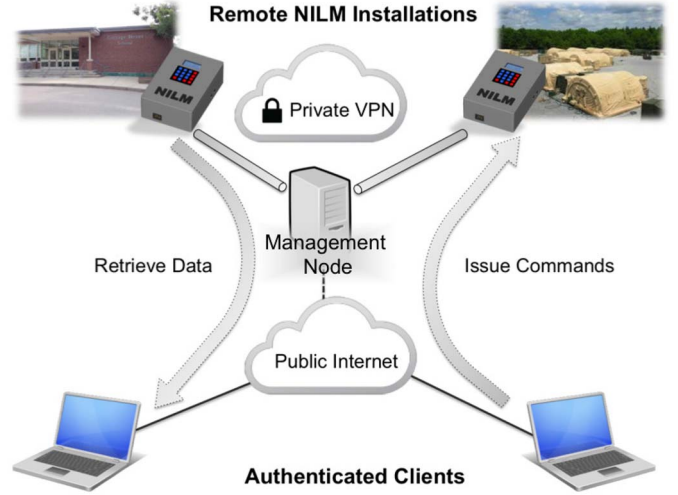 Remote NILM Installations
NILM
NILM
Private VPN
Management
Node
Retrieve Data
Issue Commands
Public Internet
Authenticated Clients